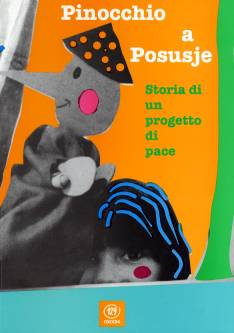 Pinocchio
a
Posusje
Storia di
un
progetto
di
pace